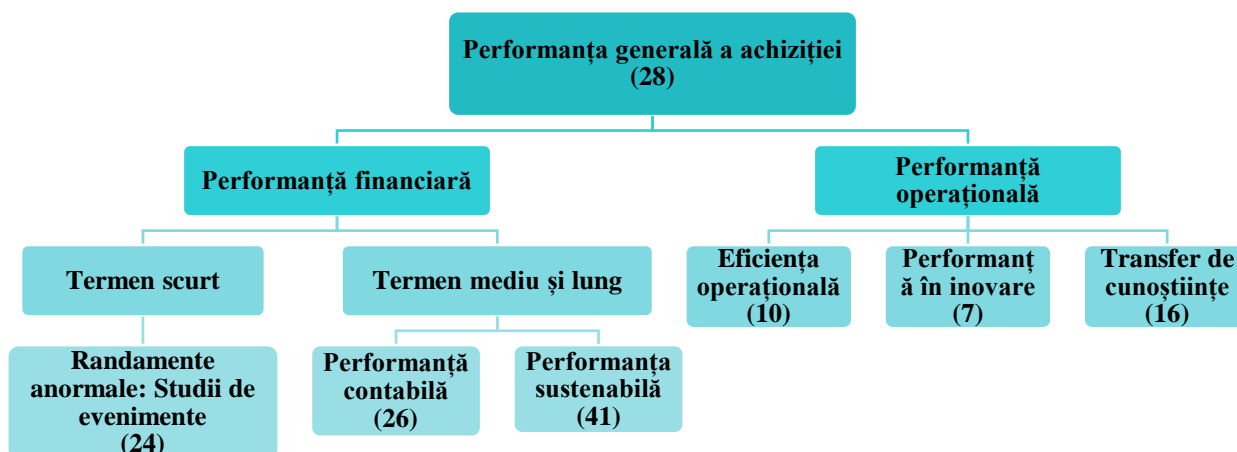 Performanța generală a achiziției
(28)
Performanță financiară
Performanță
operațională
Termen scurt
Termen mediu și lung
Eficiența
operațională
(10)
Performanț
ă în inovare
(7)
Transfer de
cunoștiințe
(16)
Randamente
anormale: Studii de
evenimente
(24)
Performanță
contabilă
(26)
Performanța
sustenabilă
(41)